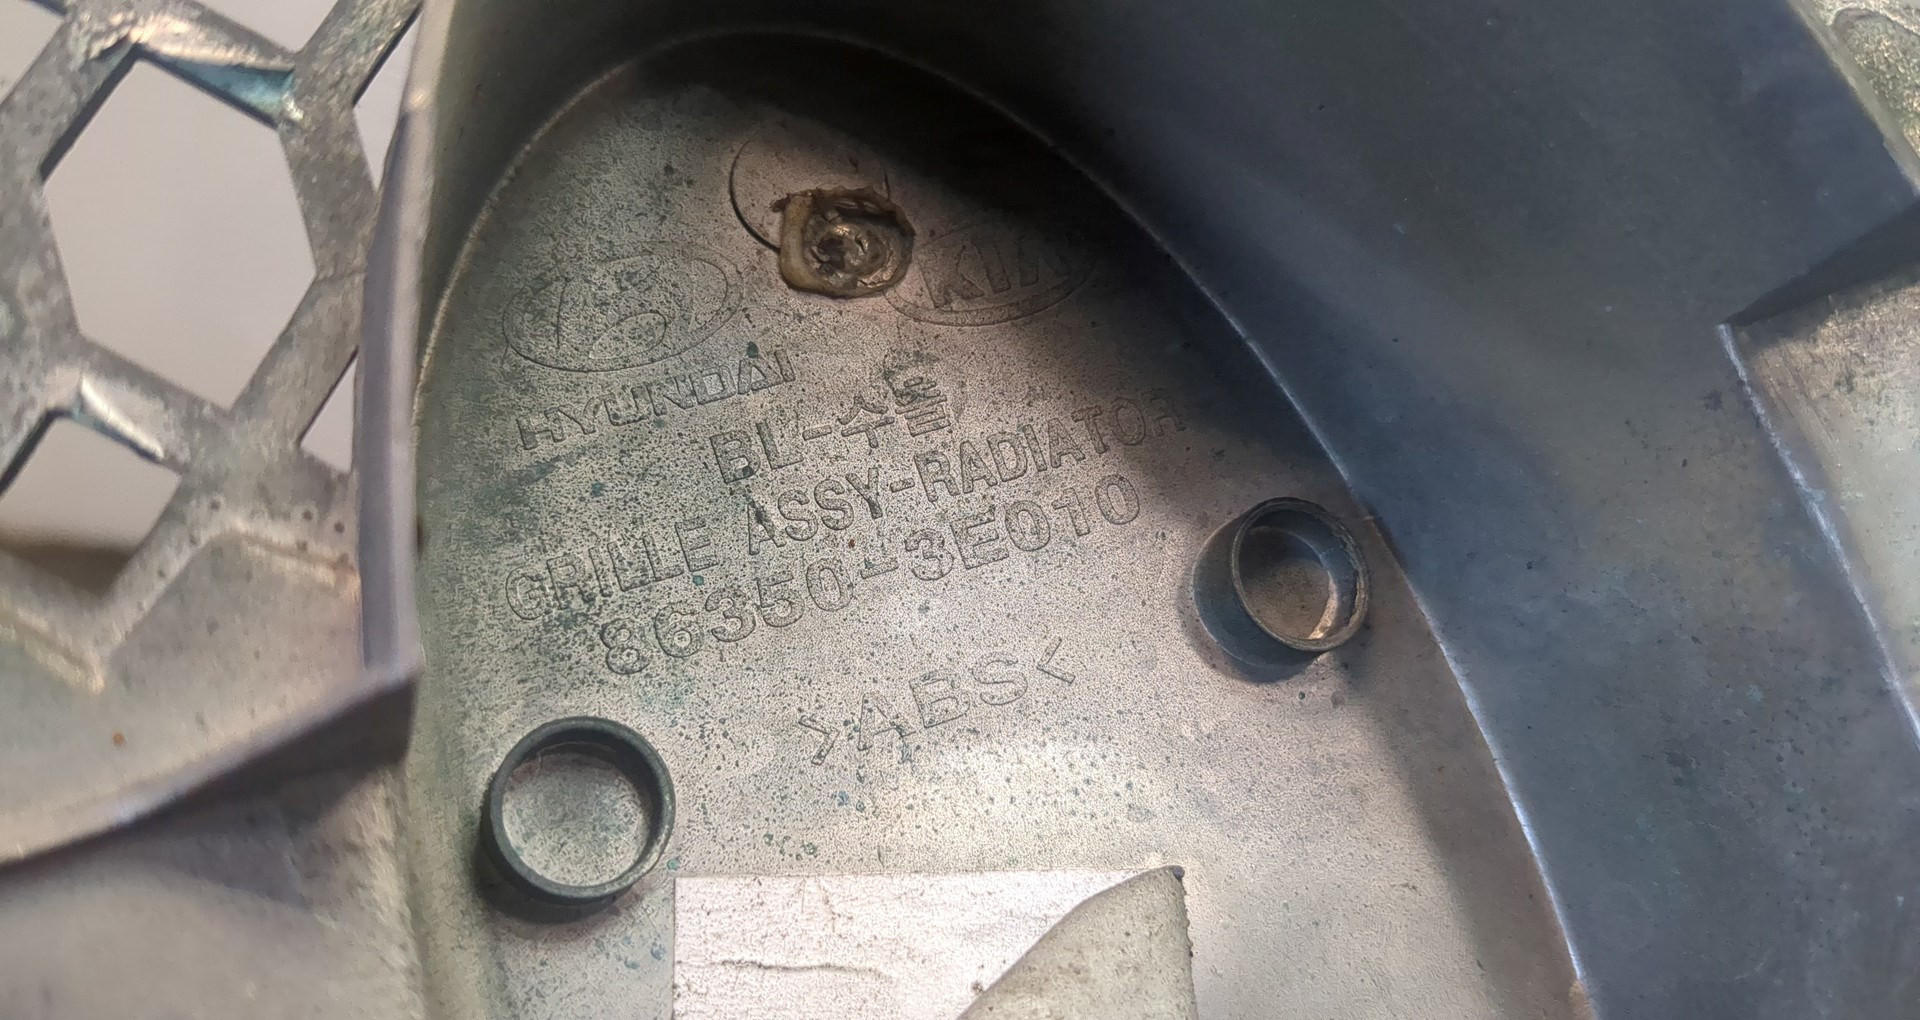 KIA
HYUNDAI
BL-수출
GRILLE ASSY-RADIATOR
86350-3E010
>ABS<